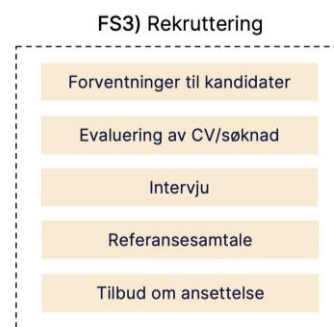 FS3) Rekruttering
Forventninger til kandidater
Evaluering av CV/søknad
Intervju
Referansesamtale
Tilbud om ansettelse